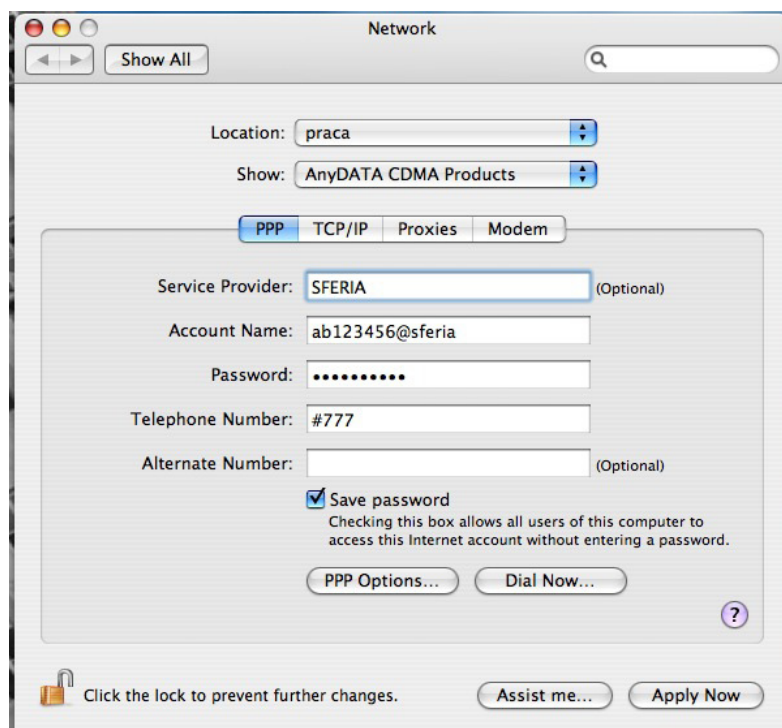 Network
Show All
Location: praca
Show: AnyDATA CDMA Products
PPP TCP/IP Proxies Modem
Service Provider: SFERIA (Optional)
Account Name: ab123456@sferia
Password: ••••••••••
Telephone Number: #777
Alternate Number: (Optional)
Save password
Checking this box allows all users of this computer to
access this Internet account without entering a password.
PPP Options... Dial Now...
?
Click the lock to prevent further changes. Assist me... Apply Now